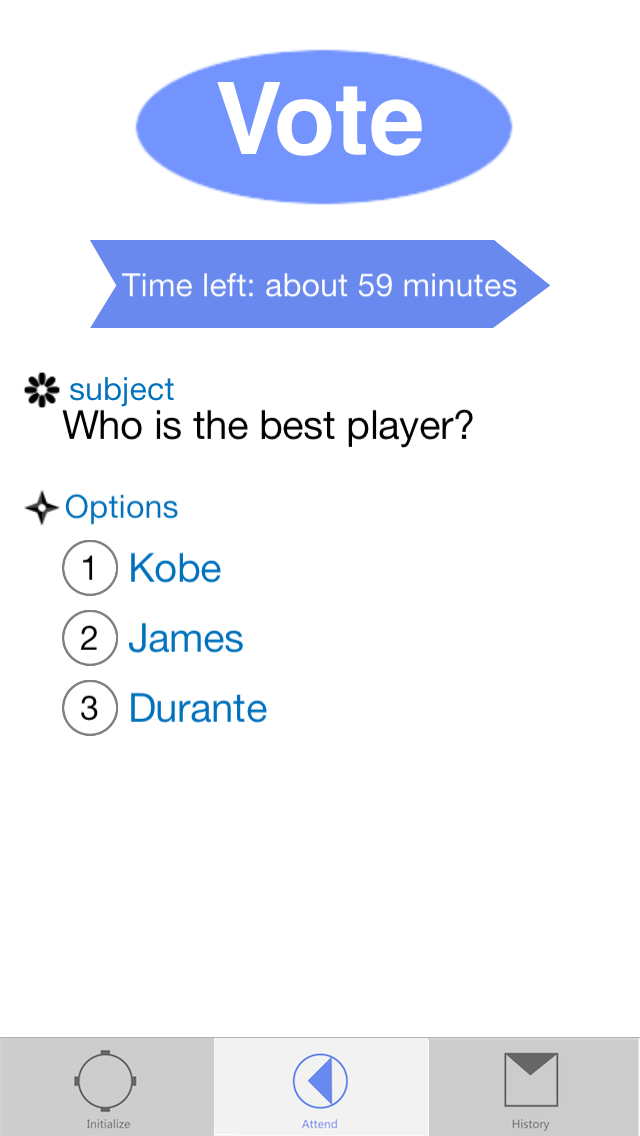 Vote
Time left: about 59 minutes
subject
Who is the best player?
Options
1 Kobe
2 James
3 Durante
Initialize Attend History